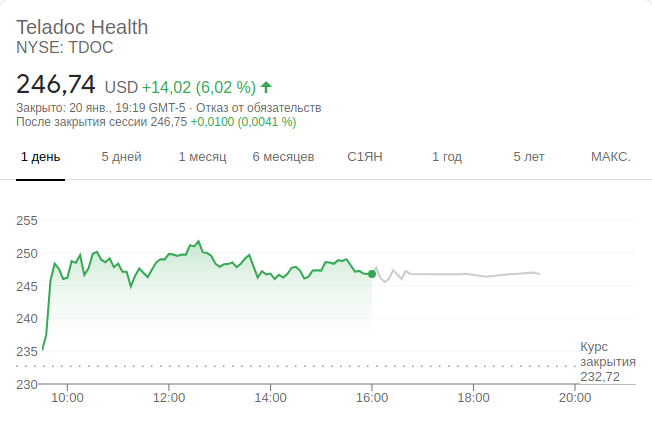 Teladoc Health
NYSE: TDOC
246,74 USD +14,02 (6,02 %)
Закрыто: 20 янв., 19:19 GMT-5 · Отказ от обязательств
После закрытия сессии 246,75 +0,0100 (0,0041 %)
1 день 5 дней 1 месяц 6 месяцев С1ЯН 1 год 5 лет МАКС.
255
250
245
240
235
Курс
закрытия
232,72
230
10:00 12:00 14:00 16:00 18:00 20:00